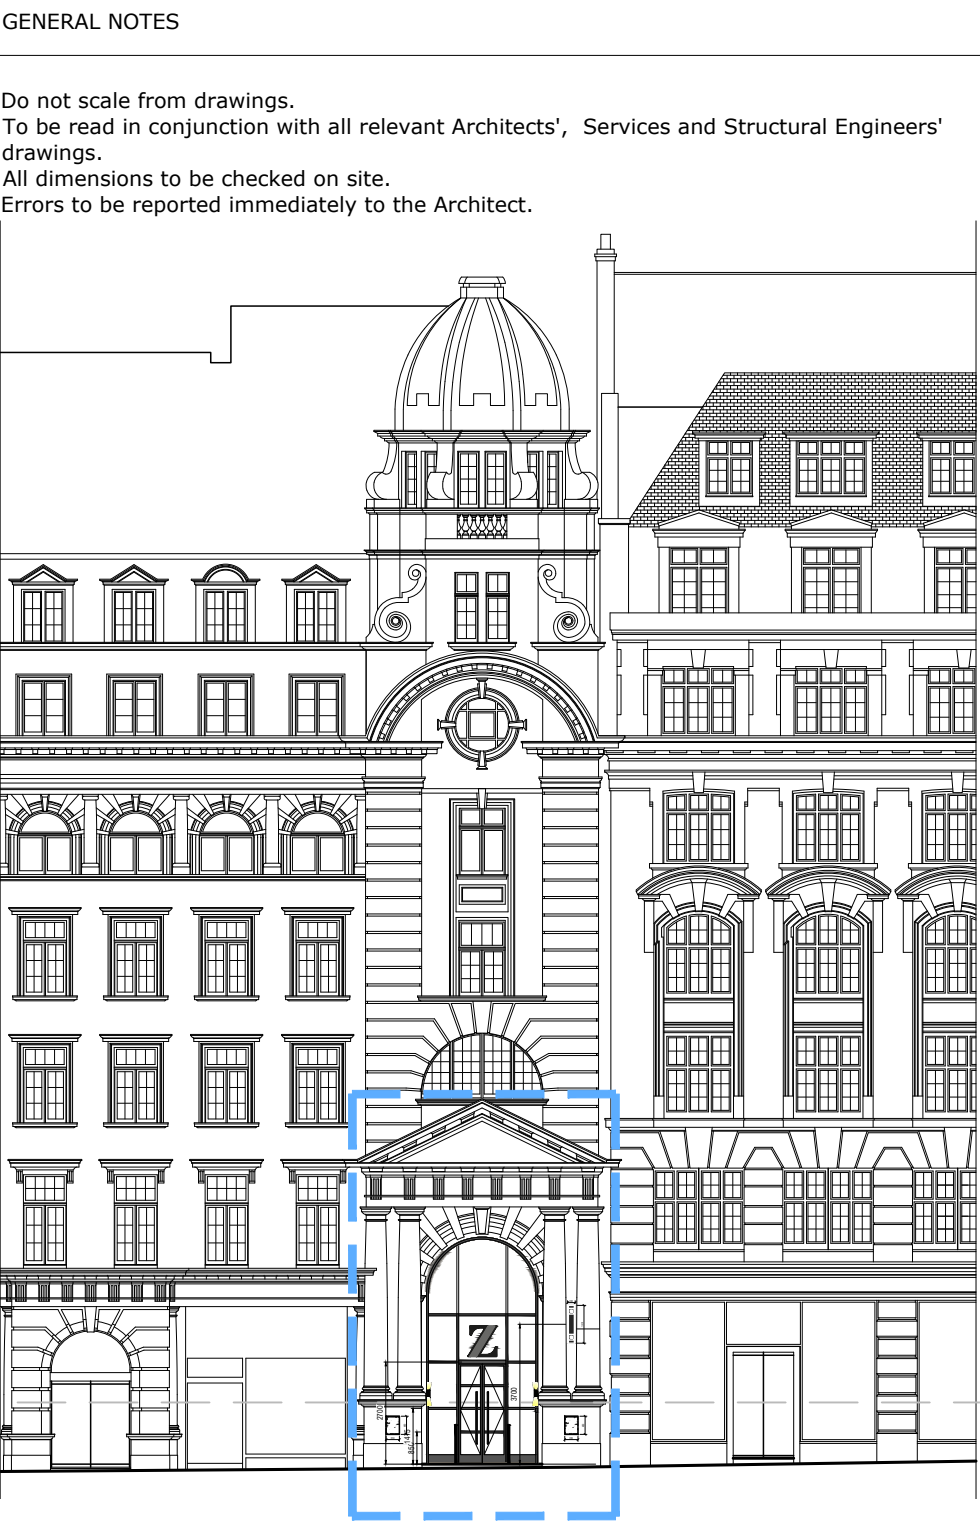 GENERAL NOTES
Do not scale from drawings.
To be read in conjunction with all relevant Architects',  Services and Structural Engineers'
drawings.
All dimensions to be checked on site.
Errors to be reported immediately to the Architect.
Z
3700
2700